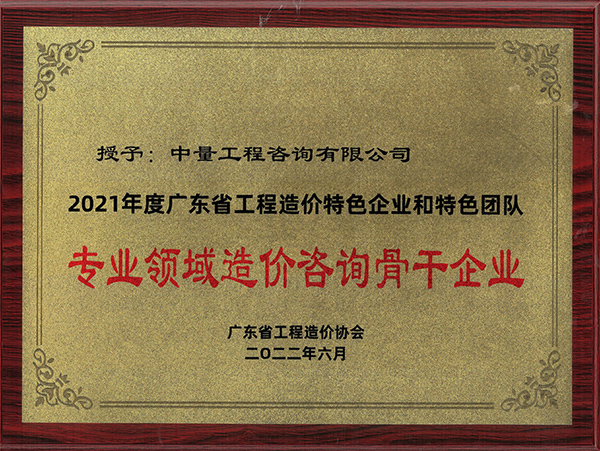 授予：中量工程咨询有限公司
2021年度广东省工程造价特色企业和特色团队
专业领域造价咨询骨干企业
广东省工程造价协会
二〇二二年六月